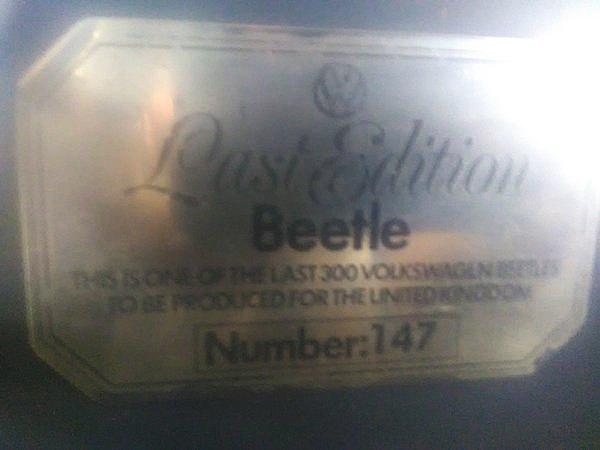 Last Edition
Beetle
THIS IS ONE OF THE LAST 300 VOLKSWAGEN BEETLES
TO BE PRODUCED FOR THE UNITED KINGDOM
Number:147